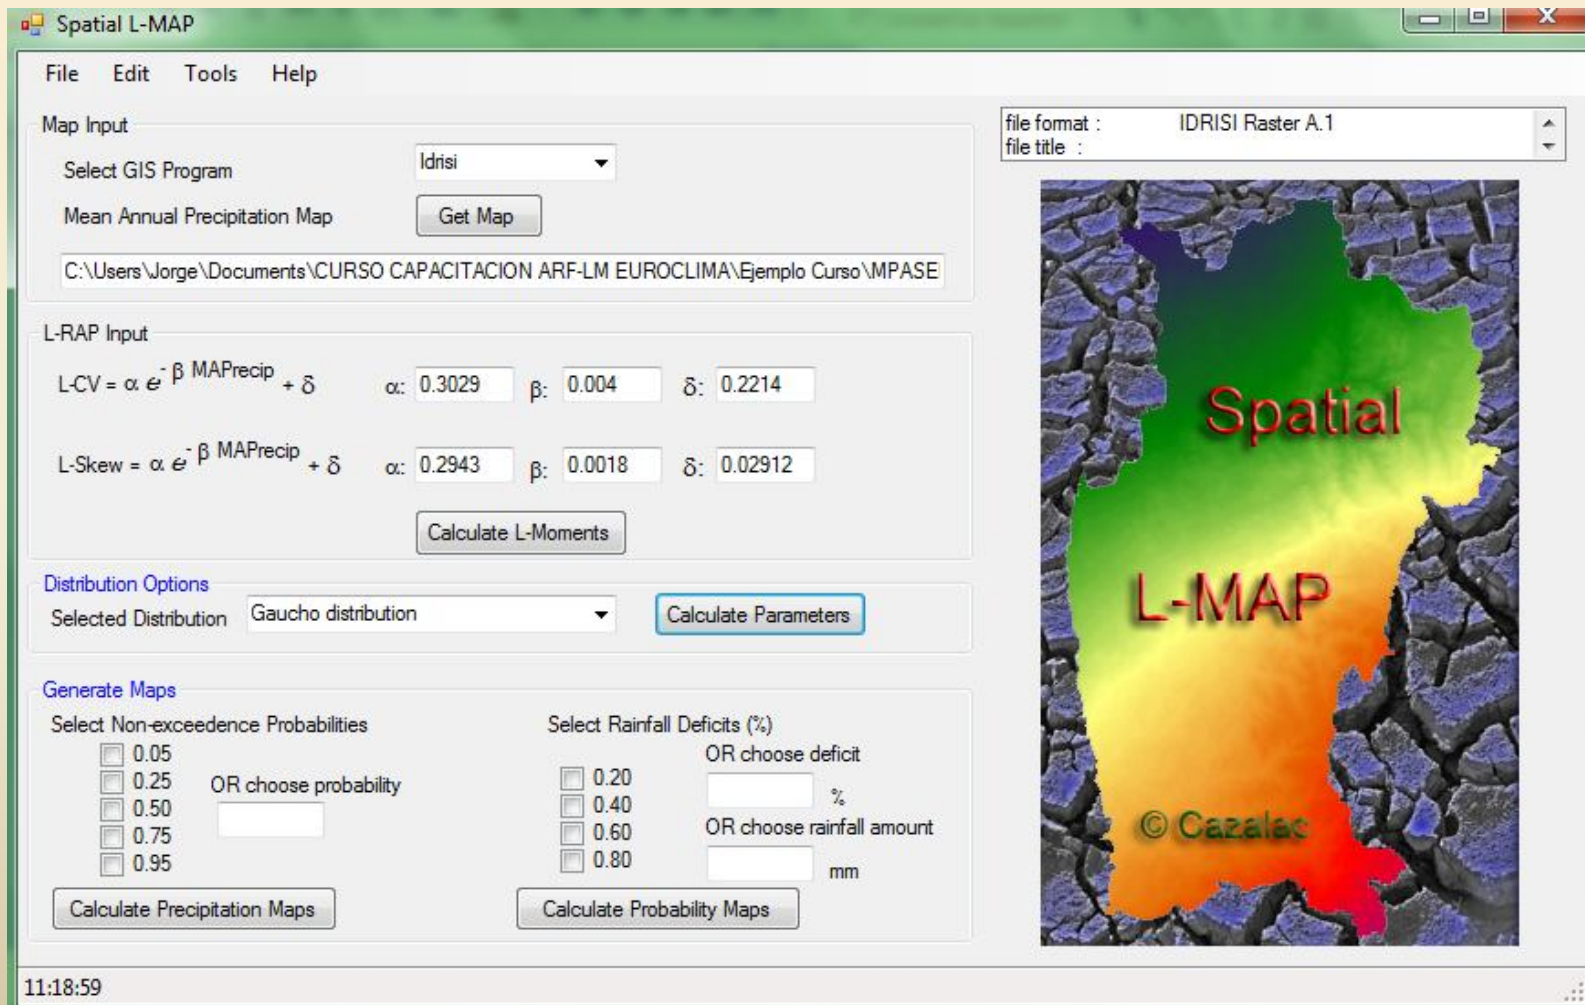 Spatial L-MAP
File Edit Tools Help
Map Input
Select GIS Program Idrisi
Mean Annual Precipitation Map Get Map
C:\Users\Jorge\Documents\CURSO CAPACITACION ARF-LM EUROCLIMA\Ejemplo Curso\MPASE
file format : IDRISI Raster A.1
file title :
L-RAP Input
L-CV = α e^- β MAPrecip + δ α: 0.3029 β: 0.004 δ: 0.2214
L-Skew = α e^- β MAPrecip + δ α: 0.2943 β: 0.0018 δ: 0.02912
Calculate L-Moments
Distribution Options
Selected Distribution Gaucho distribution Calculate Parameters
Generate Maps
Select Non-exceedence Probabilities
0.05
0.25
0.50
0.75
0.95
OR choose probability
Calculate Precipitation Maps
Select Rainfall Deficits (%)
0.20
0.40
0.60
0.80
OR choose deficit
%
OR choose rainfall amount
mm
Calculate Probability Maps
Spatial
L-MAP
© Cazalac
11:18:59